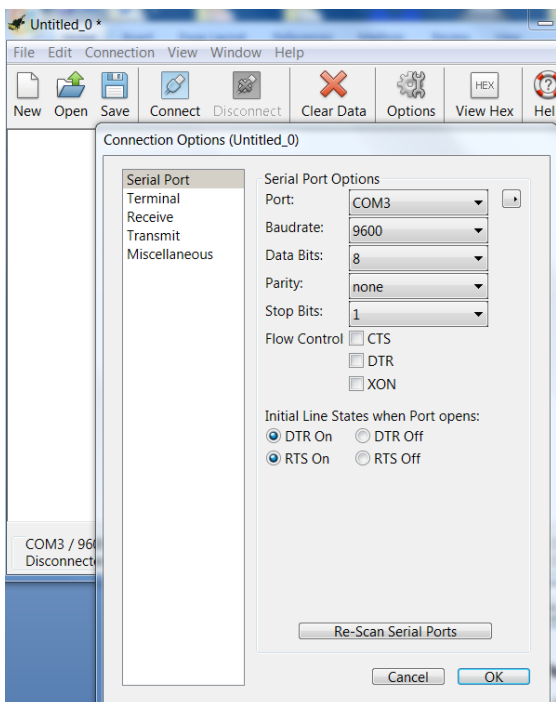 Untitled_0 *
File Edit Connection View Window Help
New Open Save Connect Disconnect Clear Data Options View Hex Hel
HEX
Connection Options (Untitled_0)
Serial Port
Terminal
Receive
Transmit
Miscellaneous
Serial Port Options
Port: COM3
Baudrate: 9600
Data Bits: 8
Parity: none
Stop Bits: 1
Flow Control CTS
DTR
XON
Initial Line States when Port opens:
DTR On DTR Off
RTS On RTS Off
COM3 / 960
Disconnect
Re-Scan Serial Ports
Cancel OK